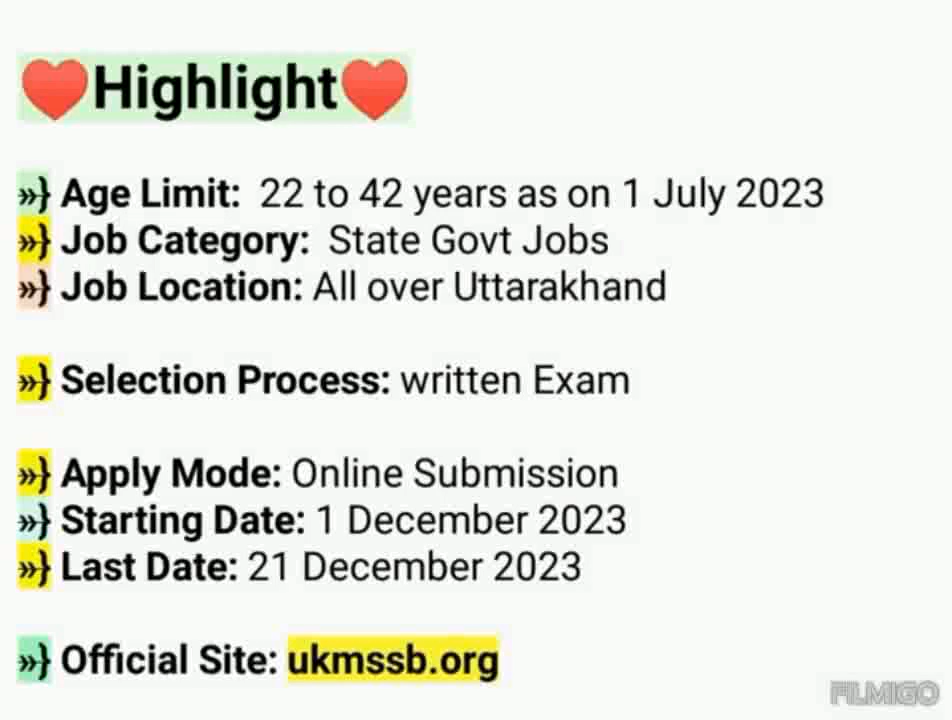 ❤️Highlight❤️
»} Age Limit: 22 to 42 years as on 1 July 2023
»} Job Category: State Govt Jobs
»} Job Location: All over Uttarakhand
»} Selection Process: written Exam
»} Apply Mode: Online Submission
»} Starting Date: 1 December 2023
»} Last Date: 21 December 2023
»} Official Site: ukmssb.org
FILMIGO